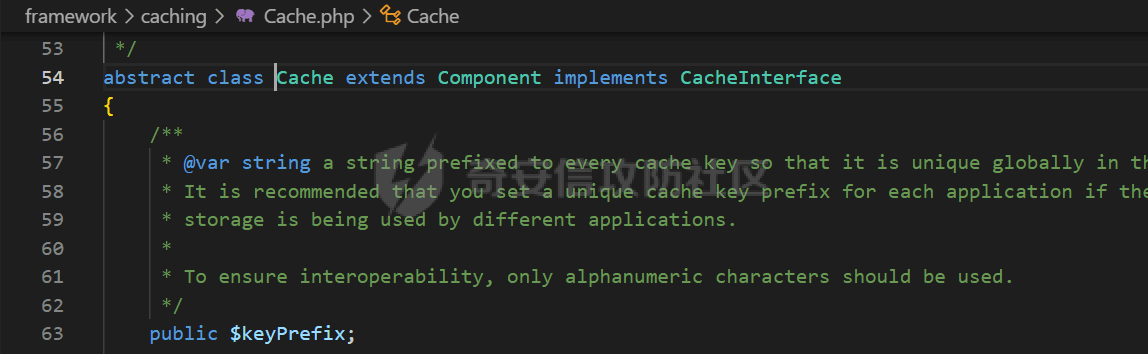 framework > caching > Cache.php > Cache
53 */
54 abstract class Cache extends Component implements CacheInterface
55 {
56 /**
57 * @var string a string prefixed to every cache key so that it is unique globally in th
58 * It is recommended that you set a unique cache key prefix for each application if the
59 * storage is being used by different applications.
60 *
61 * To ensure interoperability, only alphanumeric characters should be used.
62 */
63 public $keyPrefix;
奇安信攻防社区